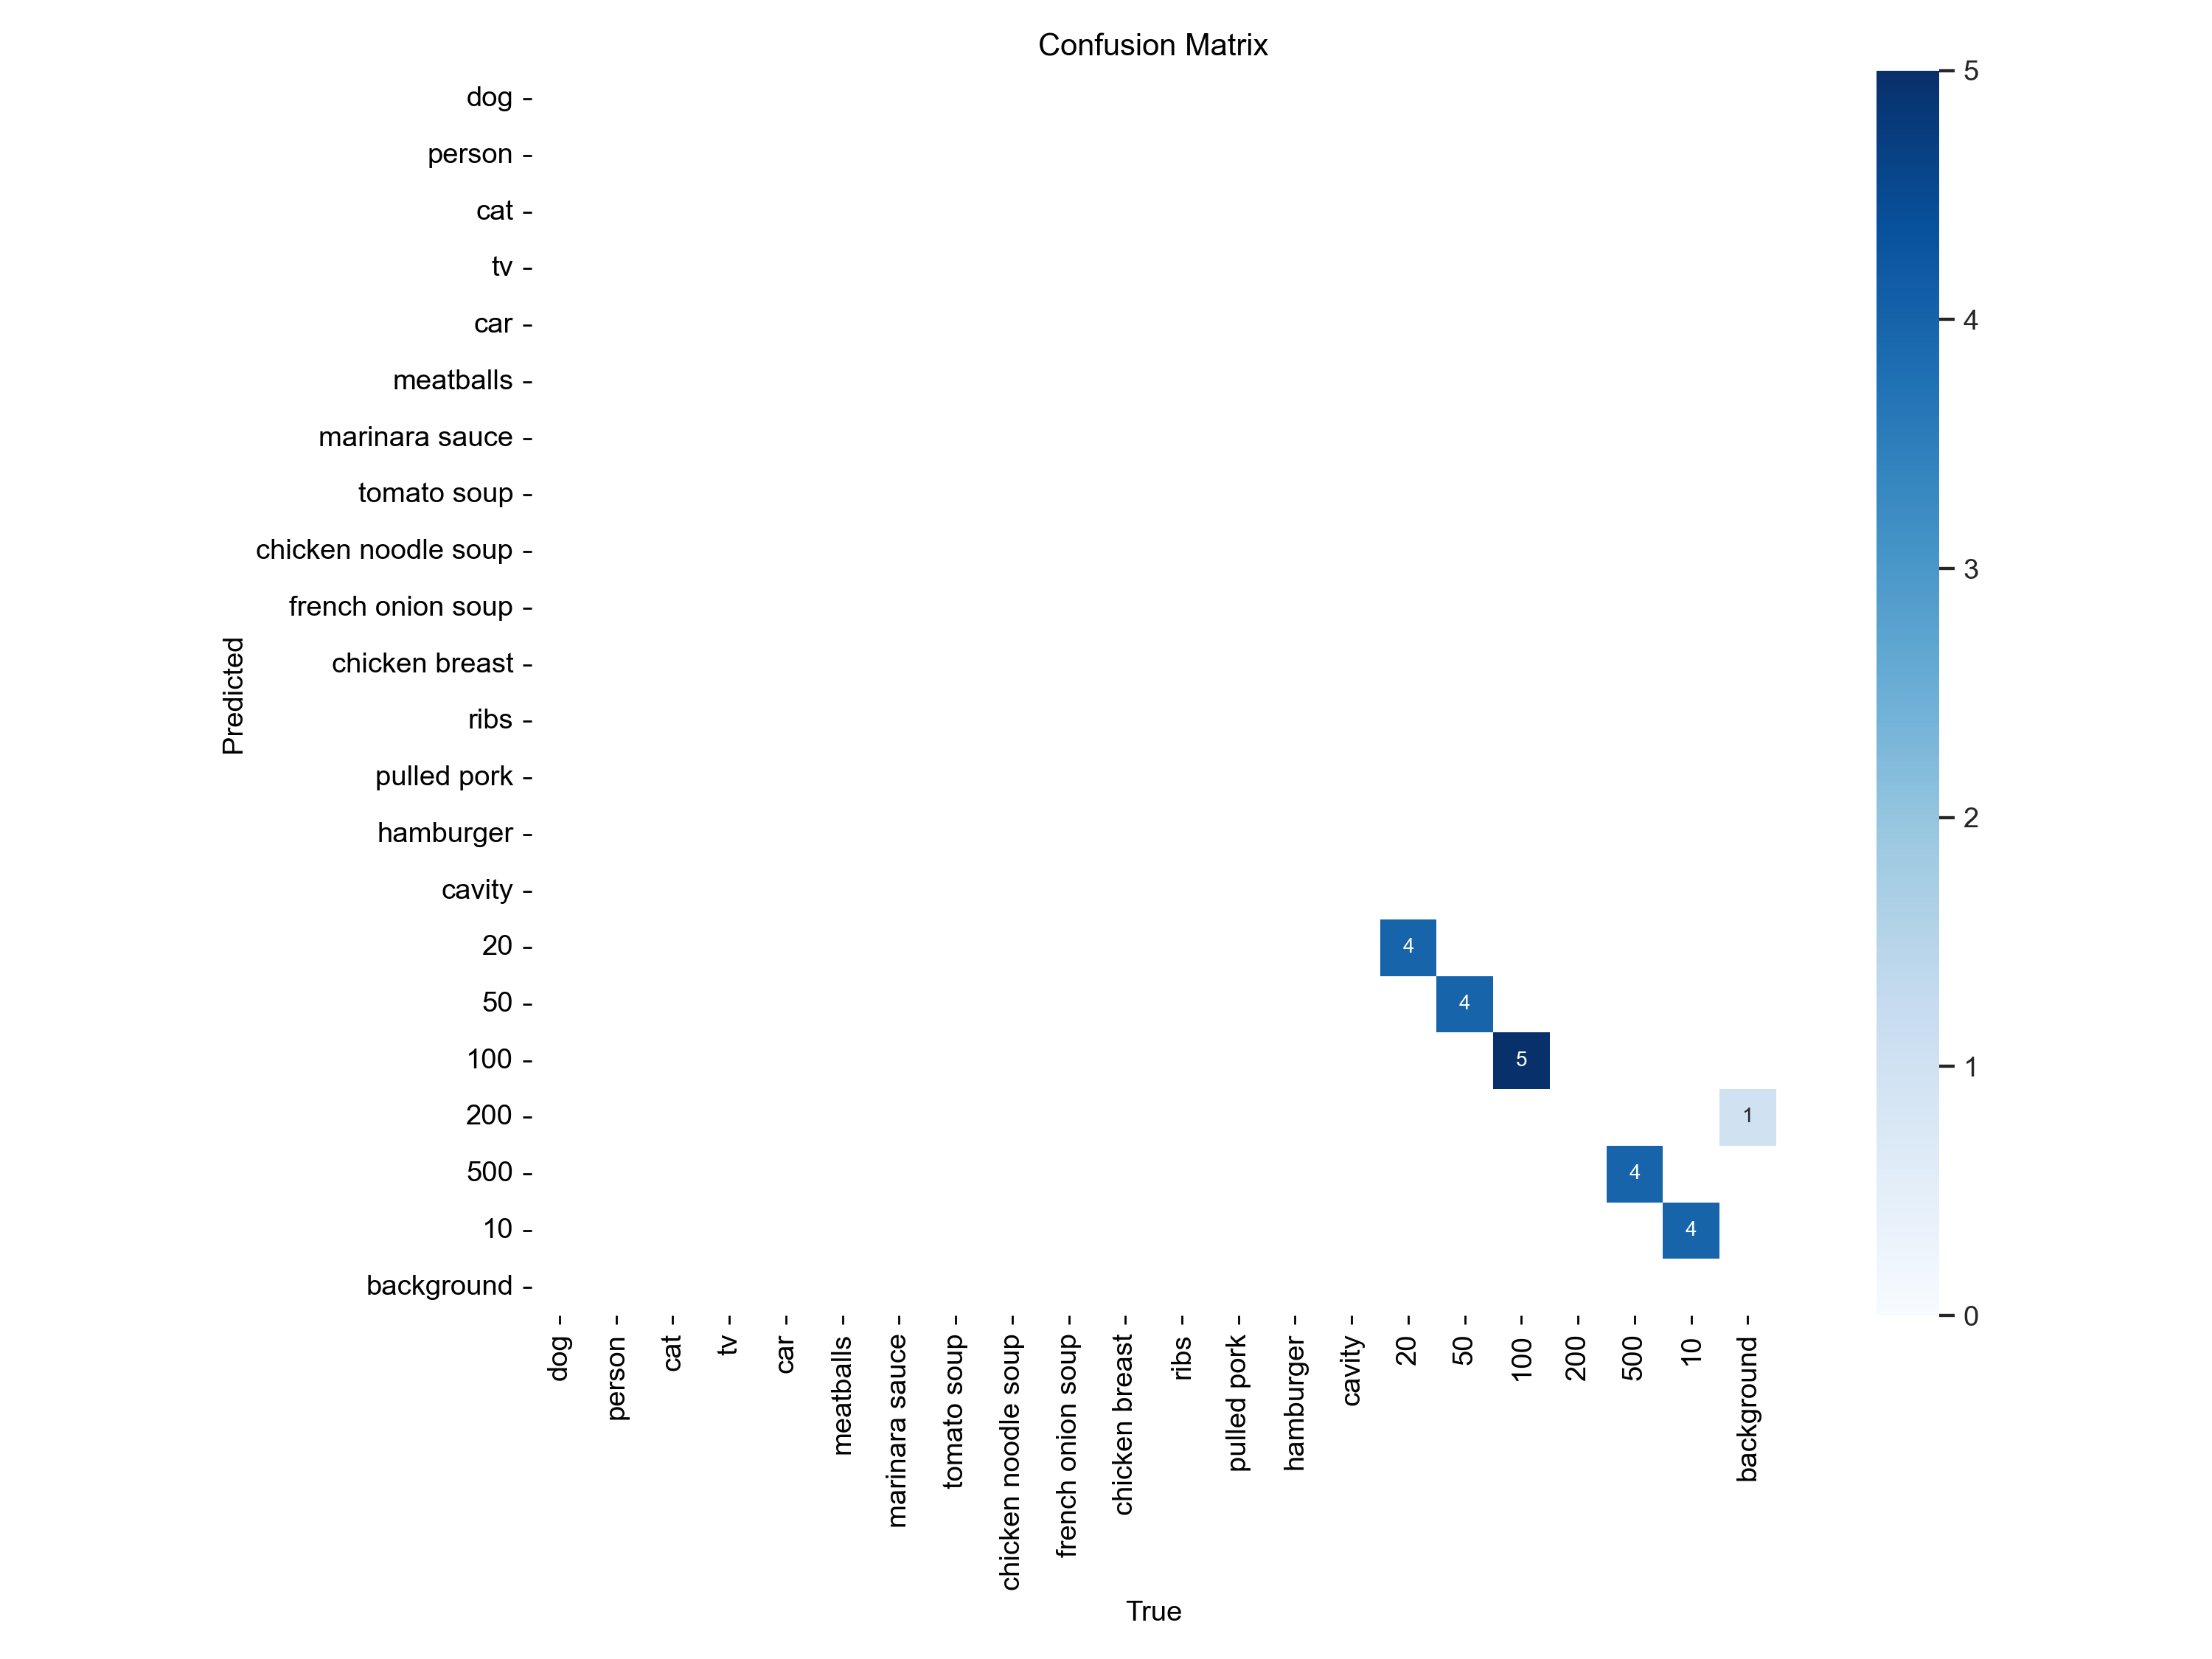 Confusion Matrix
dog
person
cat
tv
car
meatballs
marinara sauce
tomato soup
chicken noodle soup
french onion soup
chicken breast
ribs
pulled pork
hamburger
cavity
20
50
100
200
500
10
background
Predicted
4
4
5
1
4
4
dog
person
cat
tv
car
meatballs
marinara sauce
tomato soup
chicken noodle soup
french onion soup
chicken breast
ribs
pulled pork
hamburger
cavity
20
50
100
200
500
10
background
True
5
4
3
2
1
0